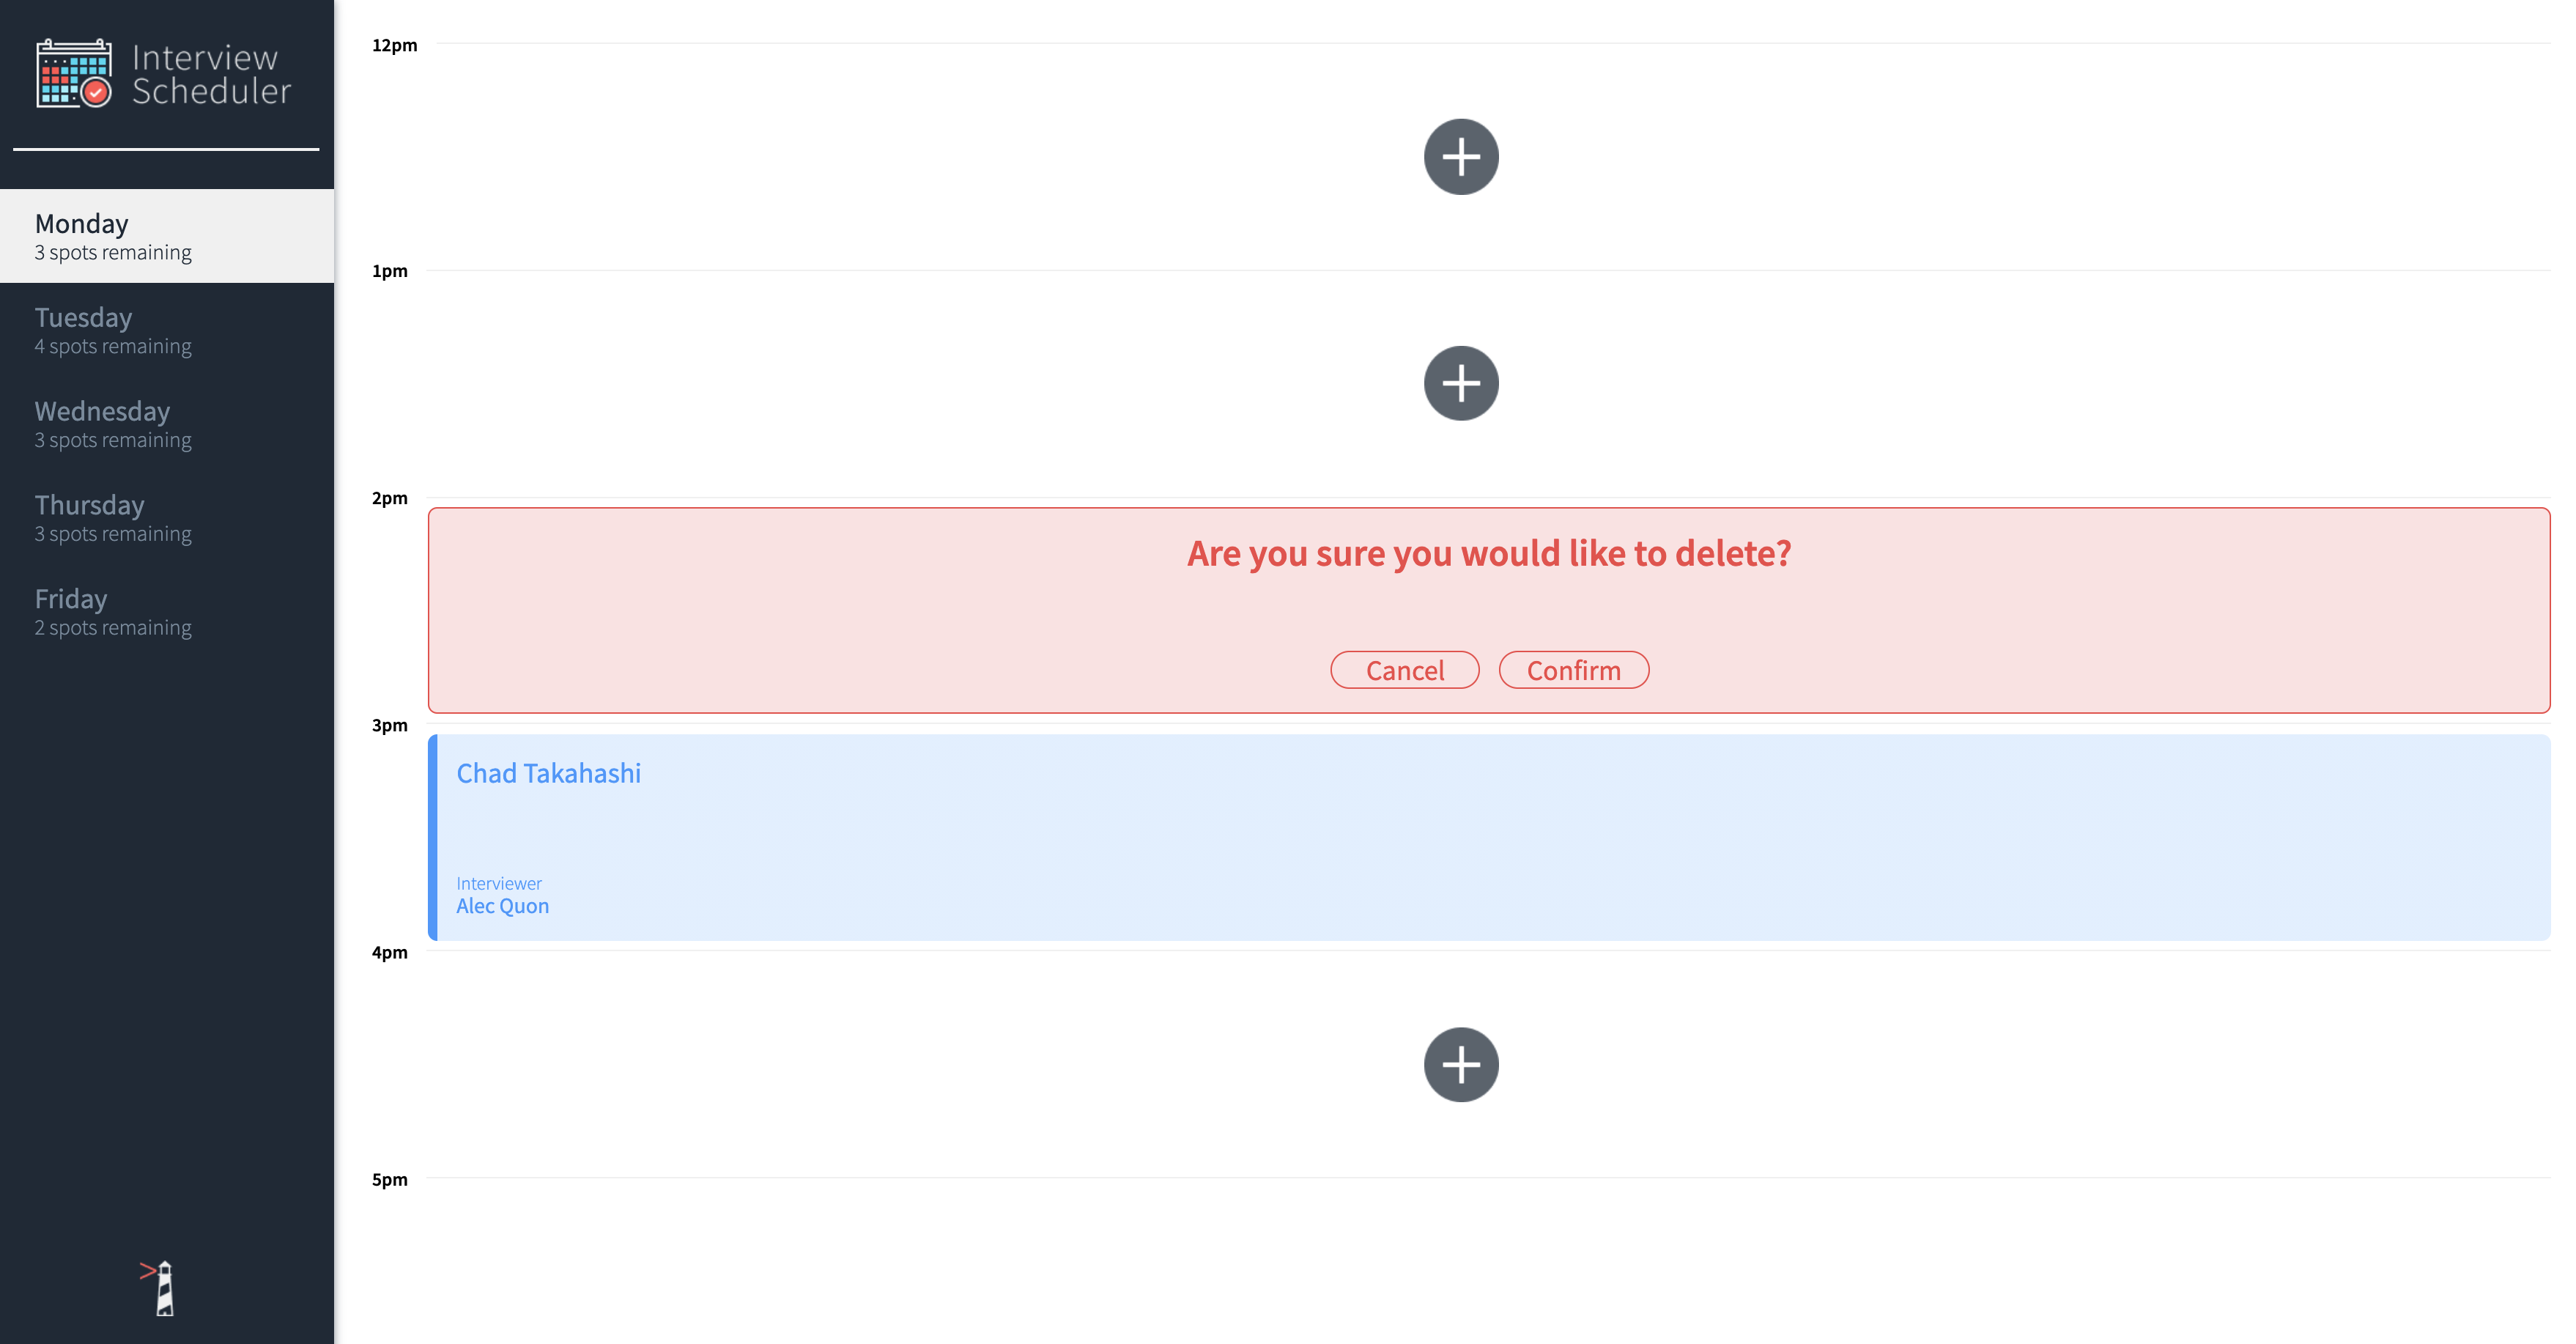 Interview
Scheduler
Monday
3 spots remaining
Tuesday
4 spots remaining
Wednesday
3 spots remaining
Thursday
3 spots remaining
Friday
2 spots remaining
12pm
1pm
2pm
Are you sure you would like to delete?
Cancel Confirm
3pm
Chad Takahashi
Interviewer
Alec Quon
4pm
5pm